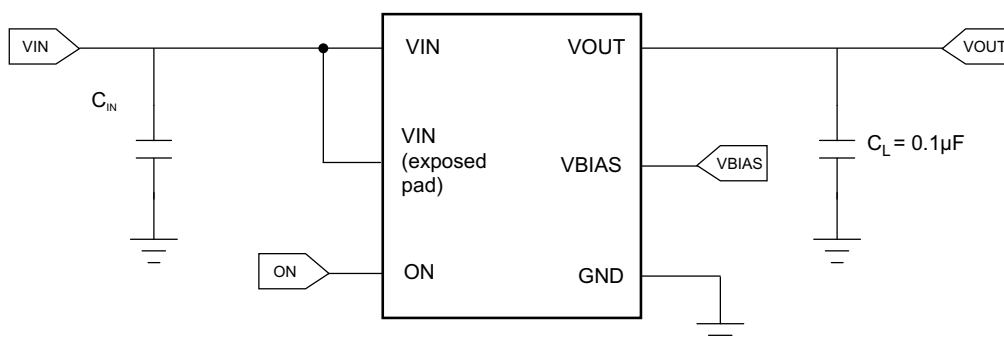 VIN
VIN
VOUT
VOUT
C_IN
VIN
(exposed
pad)
VBIAS
VBIAS
C_L = 0.1µF
ON
ON
GND